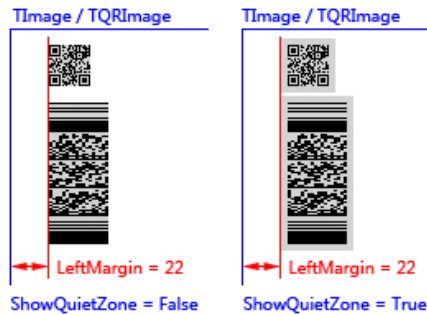 TImage / TQRImage
LeftMargin = 22
ShowQuietZone = False
TImage / TQRImage
LeftMargin = 22
ShowQuietZone = True